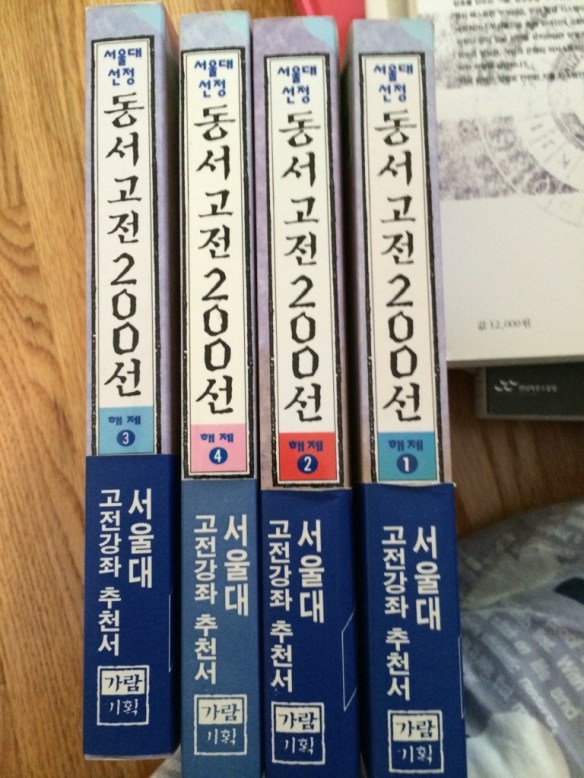 서울대
선정
동서고전200선
해제
3
서울대
고전강좌 추천서
가람
기획
서울대
선정
동서고전200선
해제
4
서울대
고전강좌 추천서
가람
기획
서울대
선정
동서고전200선
해제
2
서울대
고전강좌 추천서
가람
기획
서울대
선정
동서고전200선
해제
1
서울대
고전강좌 추천서
가람
기획
값 12,000원